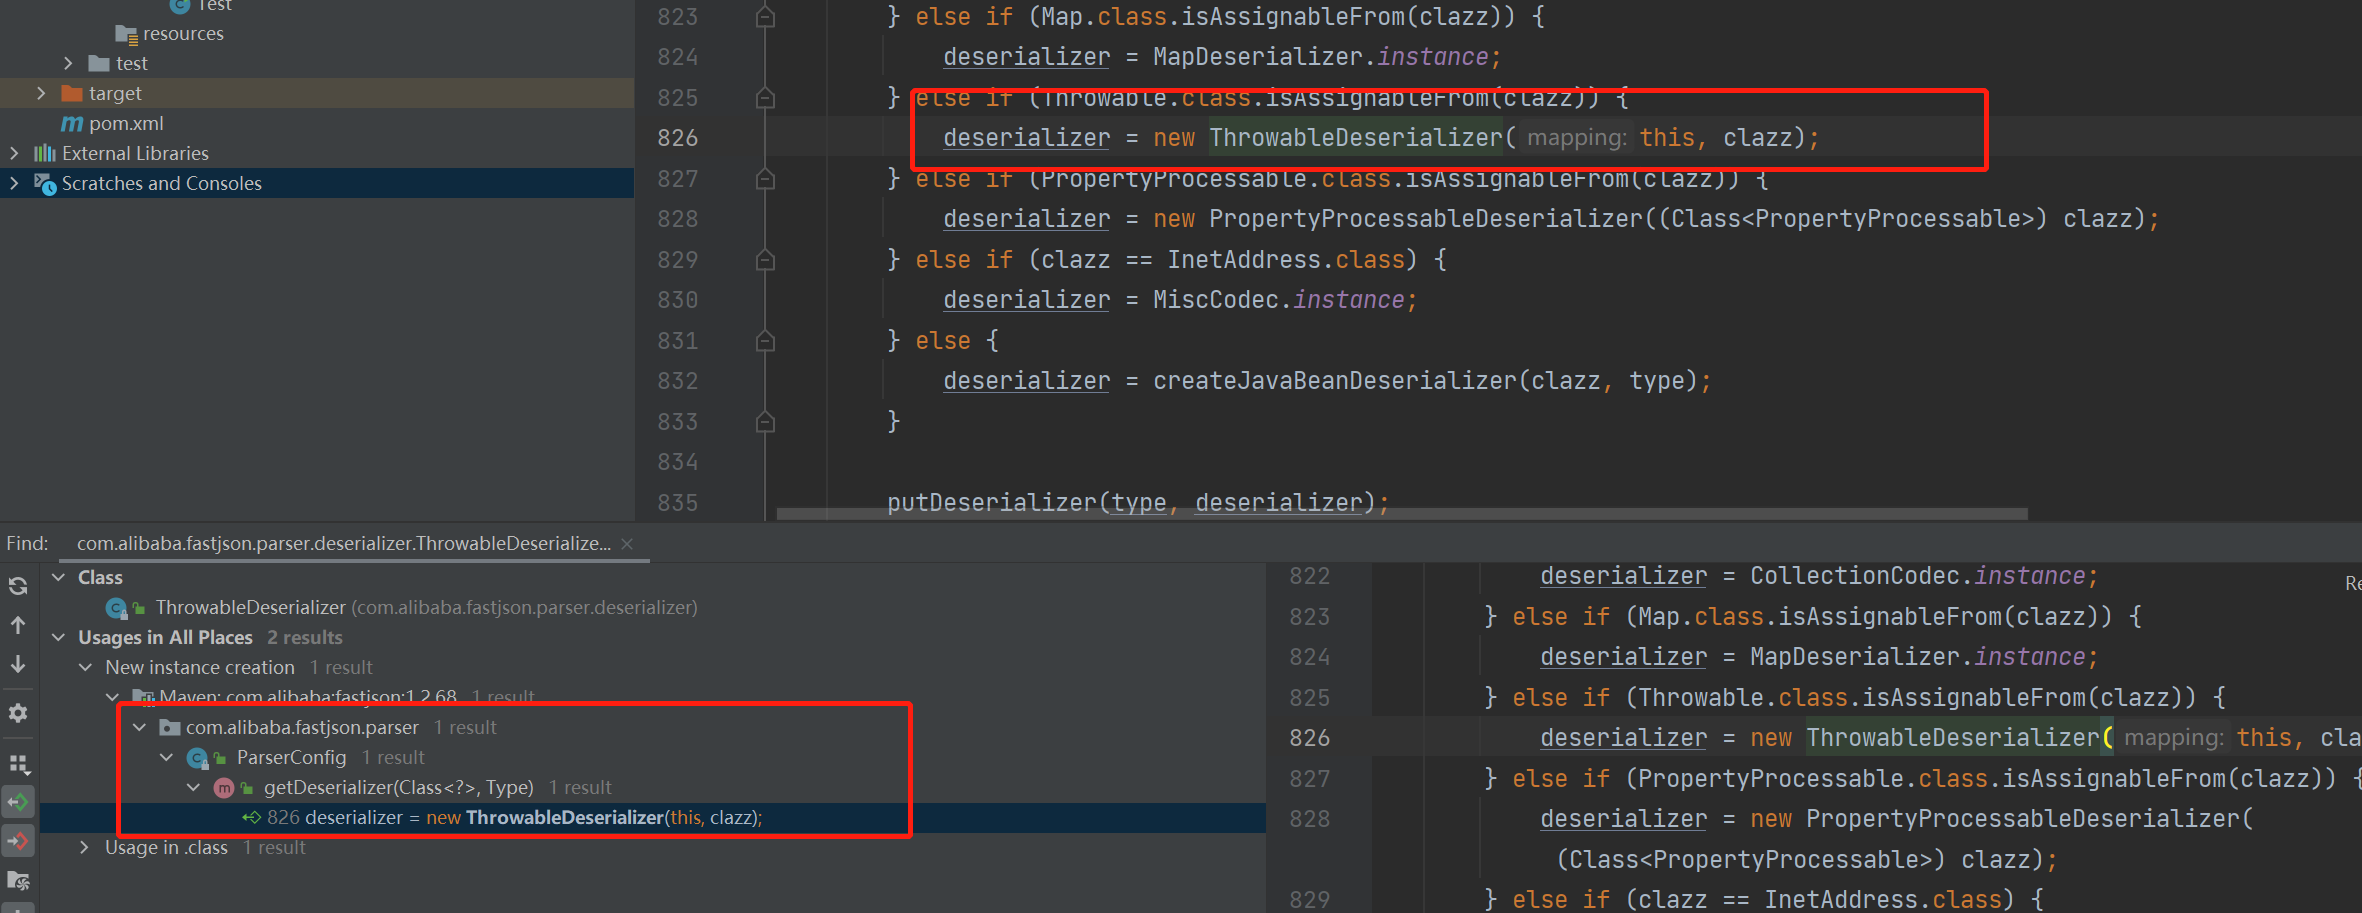 Test
resources
test
target
pom.xml
External Libraries
Scratches and Consoles
823 } else if (Map.class.isAssignableFrom(clazz)) {
824 deserializer = MapDeserializer.instance;
825 } else if (Throwable.class.isAssignableFrom(clazz)) {
826 deserializer = new ThrowableDeserializer( mapping: this, clazz);
827 } else if (PropertyProcessable.class.isAssignableFrom(clazz)) {
828 deserializer = new PropertyProcessableDeserializer((Class<PropertyProcessable>) clazz);
829 } else if (clazz == InetAddress.class) {
830 deserializer = MiscCodec.instance;
831 } else {
832 deserializer = createJavaBeanDeserializer(clazz, type);
833 }
834
835 putDeserializer(type, deserializer);
Find: com.alibaba.fastjson.parser.deserializer.ThrowableDeserialize...
Class
ThrowableDeserializer (com.alibaba.fastjson.parser.deserializer)
Usages in All Places 2 results
New instance creation 1 result
Maven: com.alibaba:fastjson:1.2.68 1 result
com.alibaba.fastjson.parser 1 result
ParserConfig 1 result
getDeserializer(Class<?>, Type) 1 result
826 deserializer = new ThrowableDeserializer(this, clazz);
Usage in .class 1 result
822 deserializer = CollectionCodec.instance;
Re
823 } else if (Map.class.isAssignableFrom(clazz)) {
824 deserializer = MapDeserializer.instance;
825 } else if (Throwable.class.isAssignableFrom(clazz)) {
826 deserializer = new ThrowableDeserializer( mapping: this, cla
827 } else if (PropertyProcessable.class.isAssignableFrom(clazz)) {
828 deserializer = new PropertyProcessableDeserializer(
(Class<PropertyProcessable>) clazz);
829 } else if (clazz == InetAddress.class) {